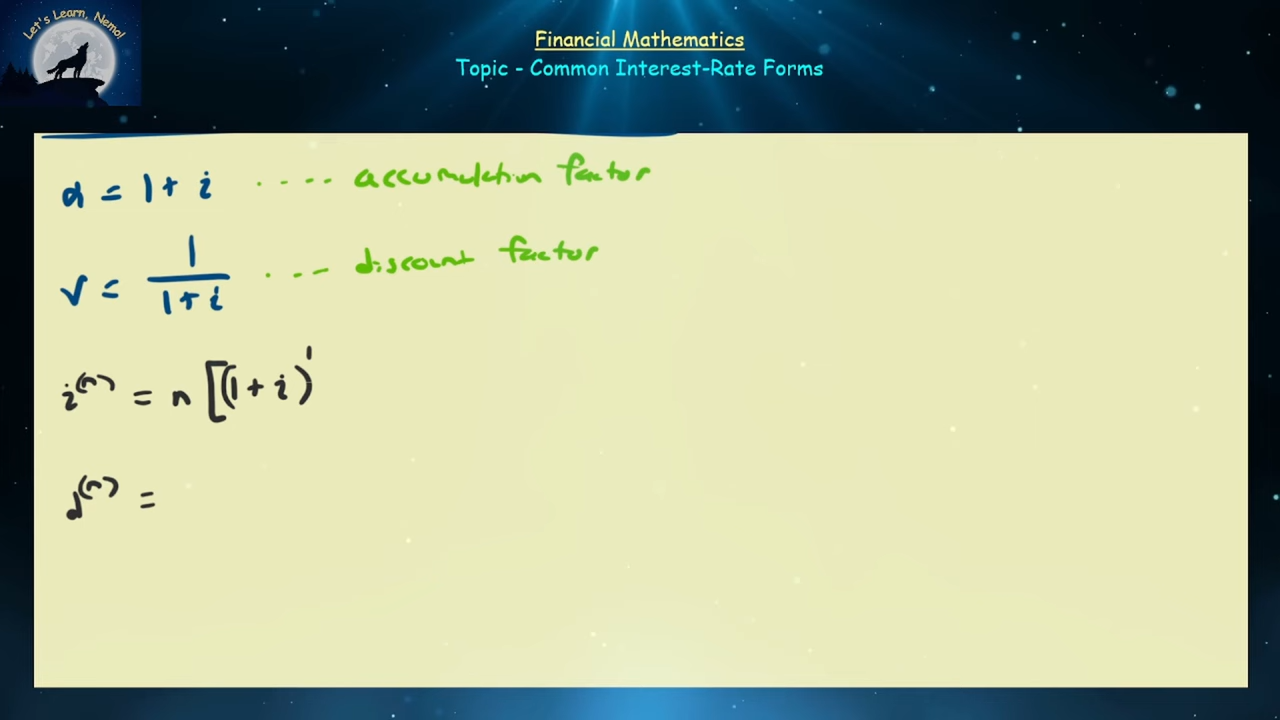 Let's Learn, Nemo!
Financial Mathematics
Topic - Common Interest-Rate Forms
a = 1 + i .... accumulation factor
v = 1/(1 + i) ... discount factor
i^(n) = n [(1 + i)^1
d^(n) =